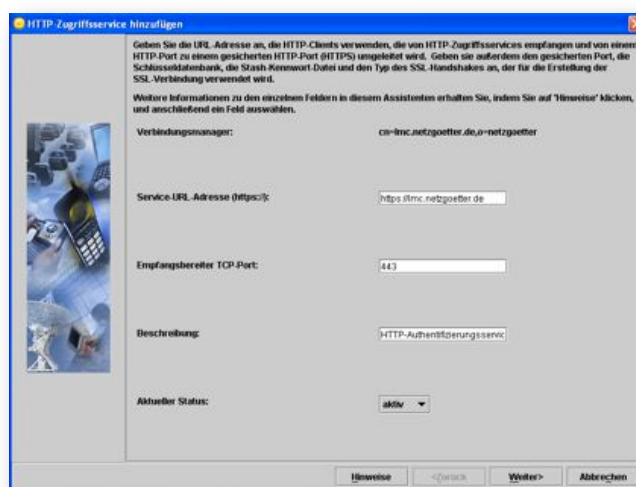 HTTP-Zugriffsservice hinzufügen
Geben Sie die URL-Adresse an, die HTTP-Clients verwenden, die von HTTP-Zugriffsservices empfangen und von einem
HTTP-Port zu einem gesicherten HTTP-Port (HTTPS) umgeleitet wird. Geben sie außerdem den gesicherten Port, die
Schlüsseldatenbank, die Stash-Kennwort-Datei und den Typ des SSL-Handshakes an, der für die Erstellung der
SSL-Verbindung verwendet wird.
Weitere Informationen zu den einzelnen Feldern in diesem Assistenten erhalten Sie, indem Sie auf 'Hinweise' klicken,
und anschließend ein Feld auswählen.
Verbindungsmanager: cn=lmc.netzgoetter.de,o=netzgoetter
Service-URL-Adresse (https://): https://lmc.netzgoetter.de
Empfangsbereiter TCP-Port: 443
Beschreibung: HTTP-Authentifizierungsservic
Aktueller Status: aktiv
Hinweise <Zurück Weiter> Abbrechen